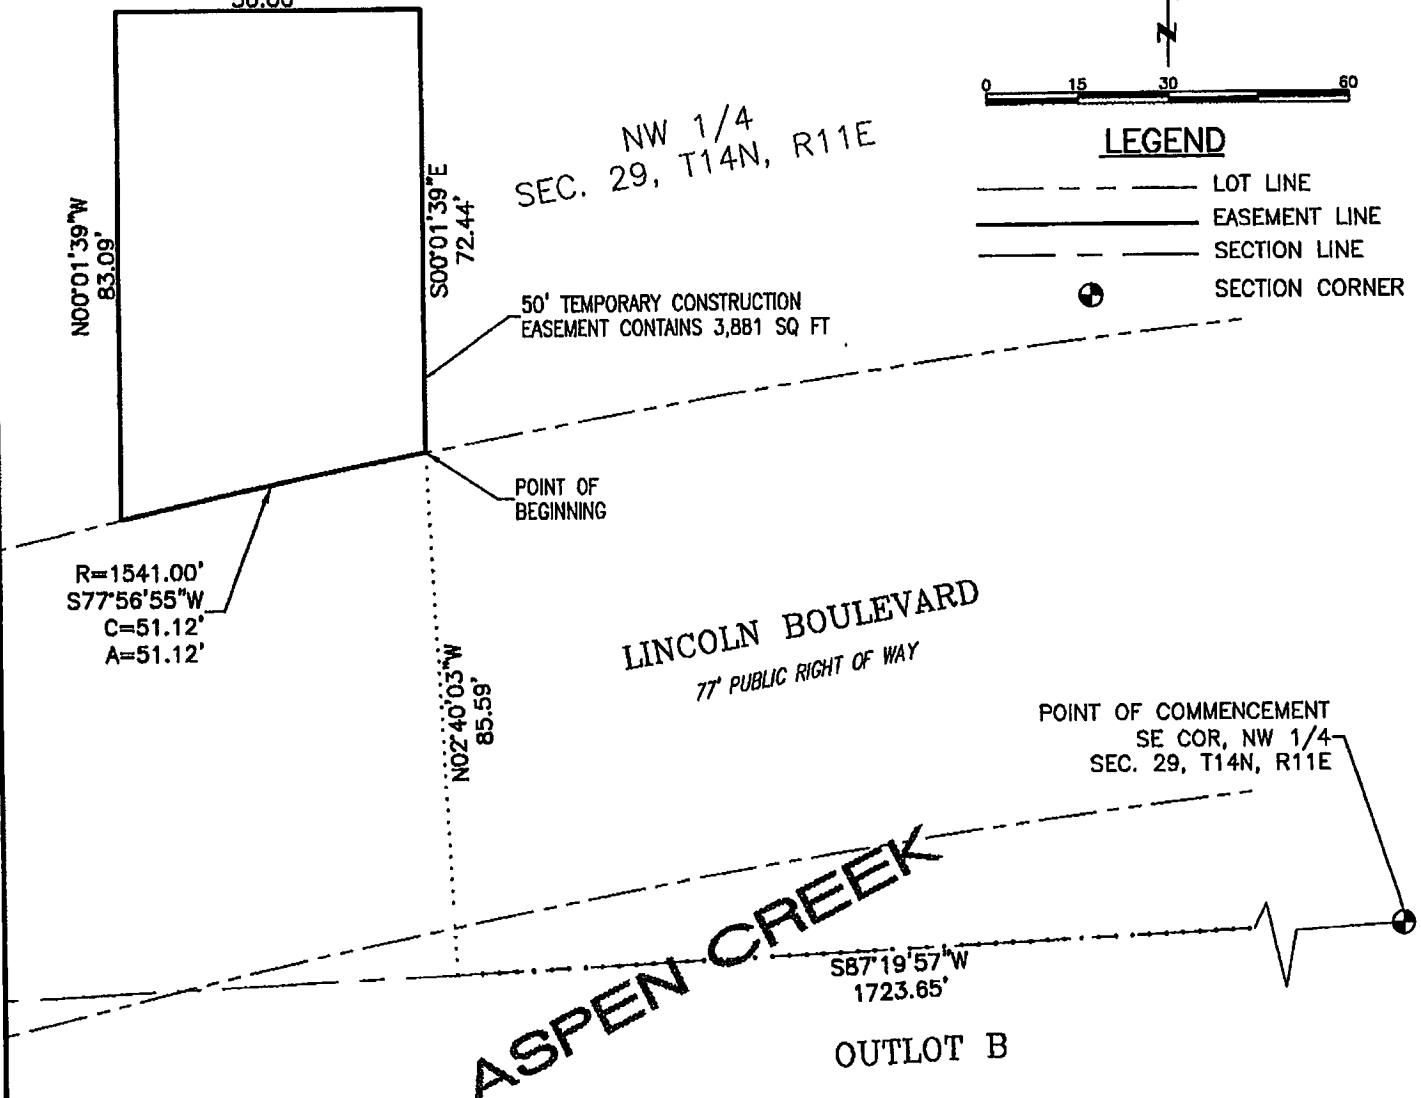 N
0 15 30 60
LEGEND
LOT LINE
EASEMENT LINE
SECTION LINE
SECTION CORNER
NW 1/4
SEC. 29, T14N, R11E
N00°01'39"W
83.09'
S00°01'39"E
72.44'
50' TEMPORARY CONSTRUCTION
EASEMENT CONTAINS 3,881 SQ FT
POINT OF
BEGINNING
R=1541.00'
S77°56'55"W
C=51.12'
A=51.12'
N02°40'03"W
85.59'
LINCOLN BOULEVARD
77' PUBLIC RIGHT OF WAY
POINT OF COMMENCEMENT
SE COR, NW 1/4
SEC. 29, T14N, R11E
ASPEN CREEK
S87°19'57"W
1723.65'
OUTLOT B